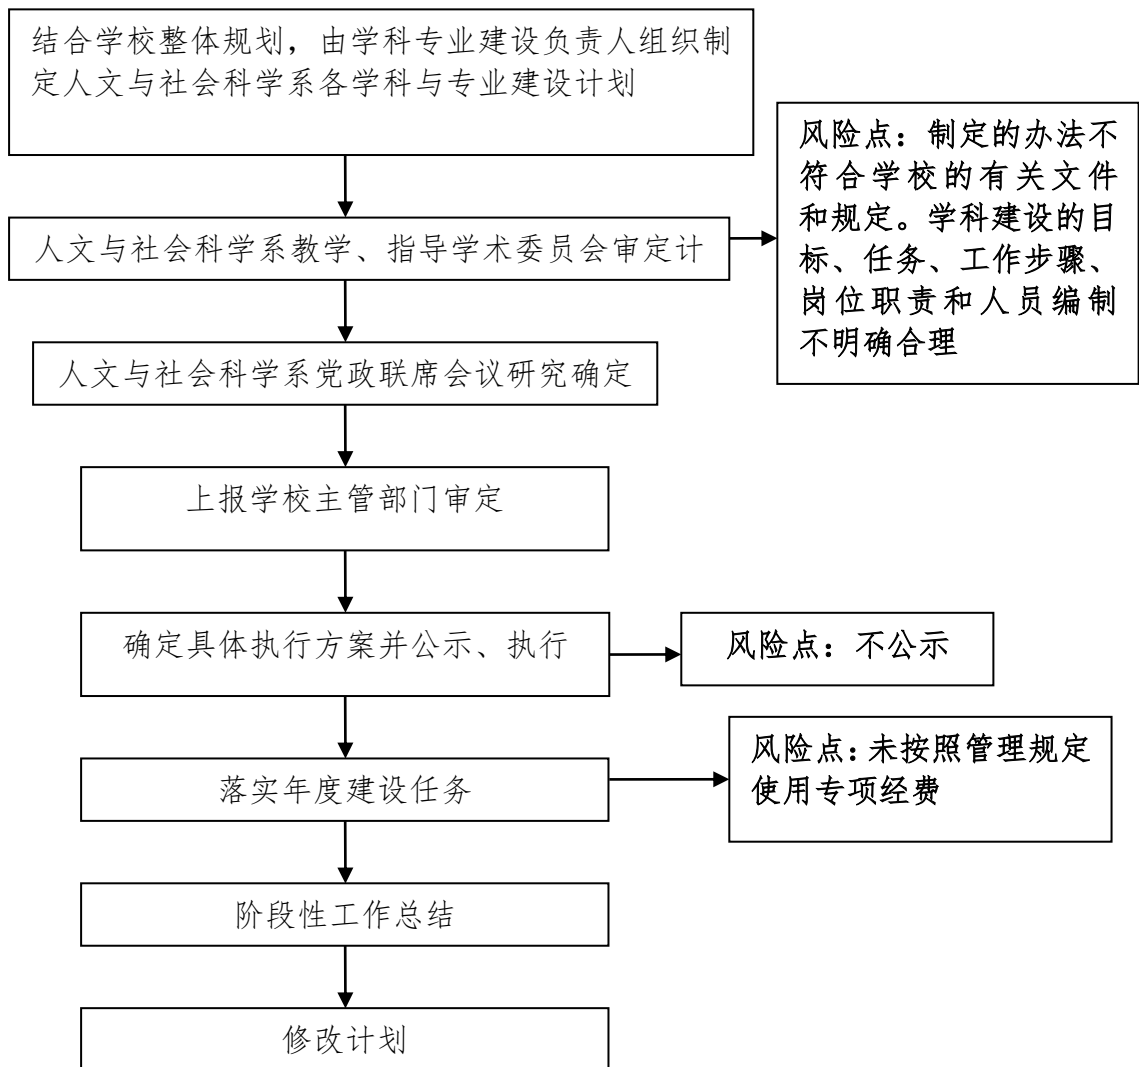 结合学校整体规划，由学科专业建设负责人组织制
定人文与社会科学系各学科与专业建设计划
风险点：制定的办法不
符合学校的有关文件
和规定。学科建设的目
标、任务、工作步骤、
岗位职责和人员编制
不明确合理
人文与社会科学系教学、指导学术委员会审定计
人文与社会科学系党政联席会议研究确定
上报学校主管部门审定
确定具体执行方案并公示、执行
风险点：不公示
风险点：未按照管理规定
使用专项经费
落实年度建设任务
阶段性工作总结
修改计划